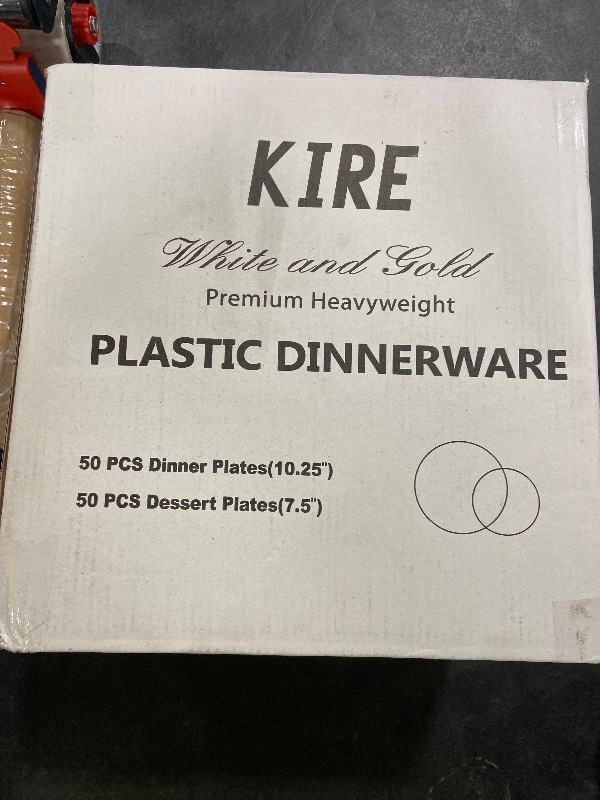 KIRE
White and Gold
Premium Heavyweight
PLASTIC DINNERWARE
50 PCS Dinner Plates(10.25")
50 PCS Dessert Plates(7.5")